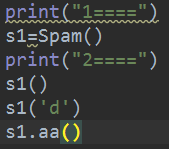 print("1====")
s1=Spam()
print("2====")
s1()
s1('d')
s1.aa()